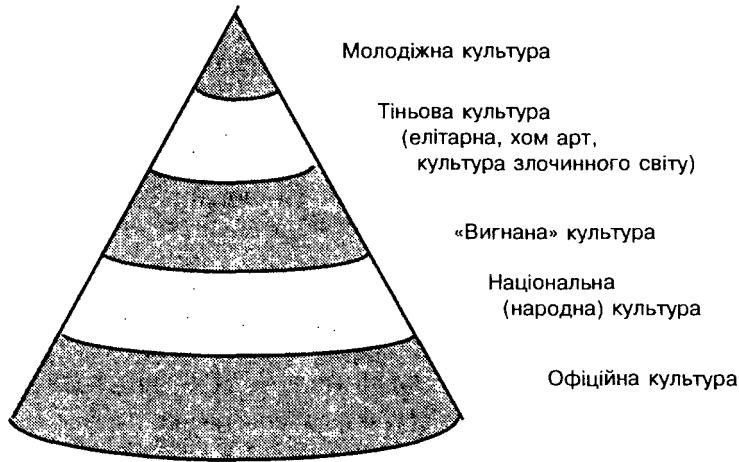 Молодіжна культура
Тіньова культура
(елітарна, хом арт,
культура злочинного світу)
«Вигнана» культура
Національна
(народна) культура
Офіційна культура